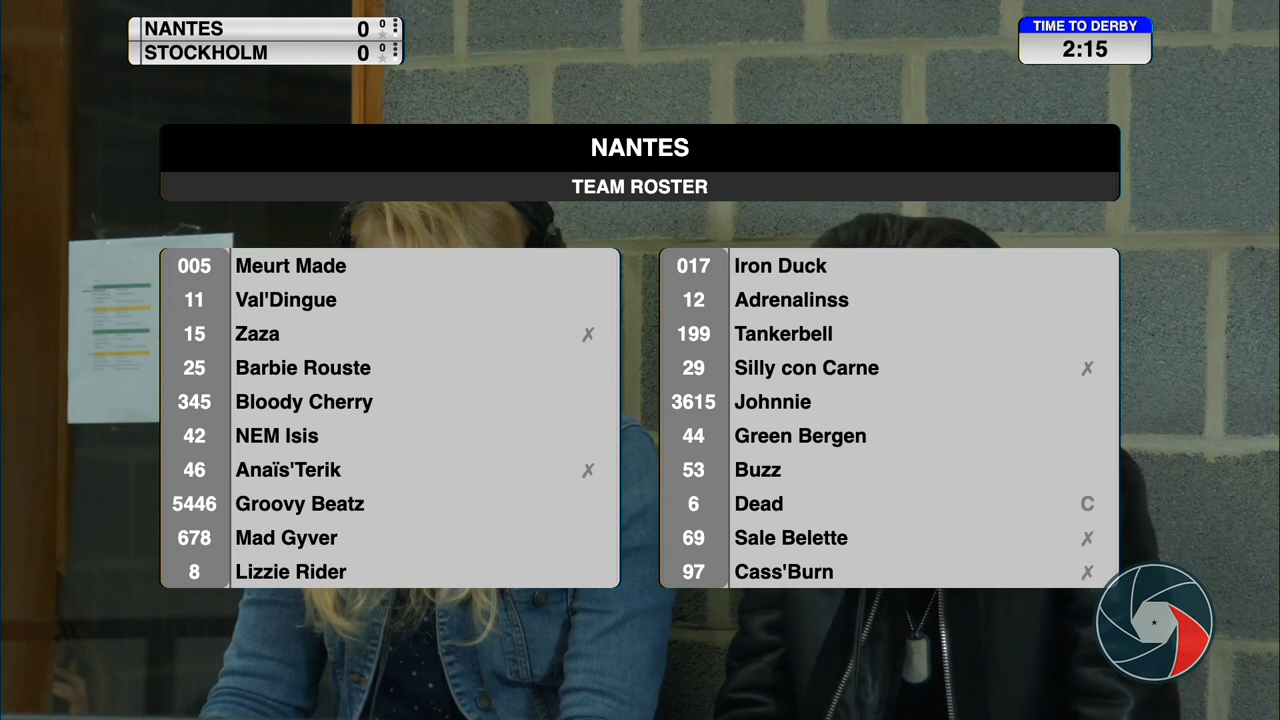 NANTES 0 0
STOCKHOLM 0 0
TIME TO DERBY
2:15
NANTES
TEAM ROSTER
005 Meurt Made
11 Val'Dingue
15 Zaza ✗
25 Barbie Rouste
345 Bloody Cherry
42 NEM Isis
46 Anaïs'Terik ✗
5446 Groovy Beatz
678 Mad Gyver
8 Lizzie Rider
017 Iron Duck
12 Adrenalinss
199 Tankerbell
29 Silly con Carne ✗
3615 Johnnie
44 Green Bergen
53 Buzz
6 Dead C
69 Sale Belette ✗
97 Cass'Burn ✗